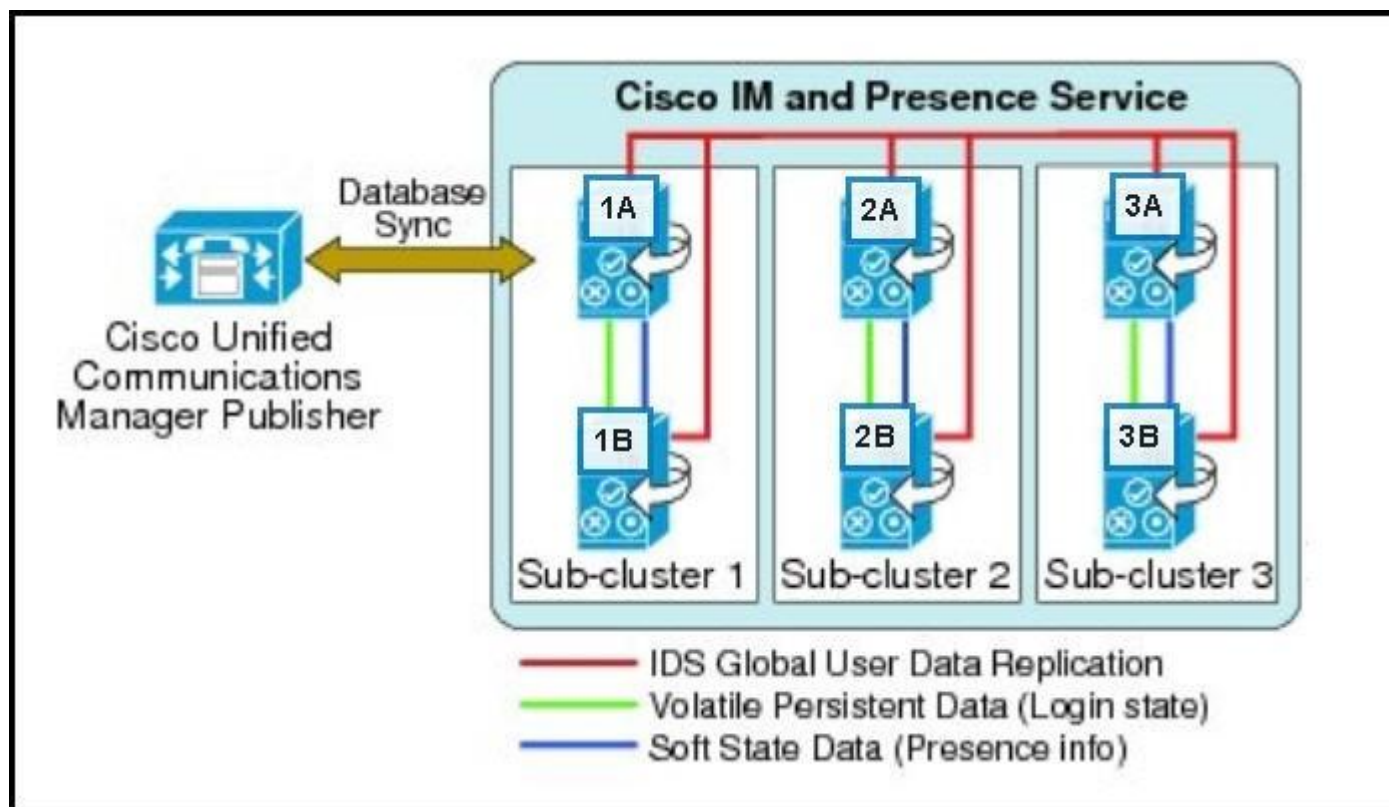 Cisco IM and Presence Service
Database
Sync
Cisco Unified
Communications
Manager Publisher
1A
2A
3A
1B
2B
3B
Sub-cluster 1
Sub-cluster 2
Sub-cluster 3
IDS Global User Data Replication
Volatile Persistent Data (Login state)
Soft State Data (Presence info)